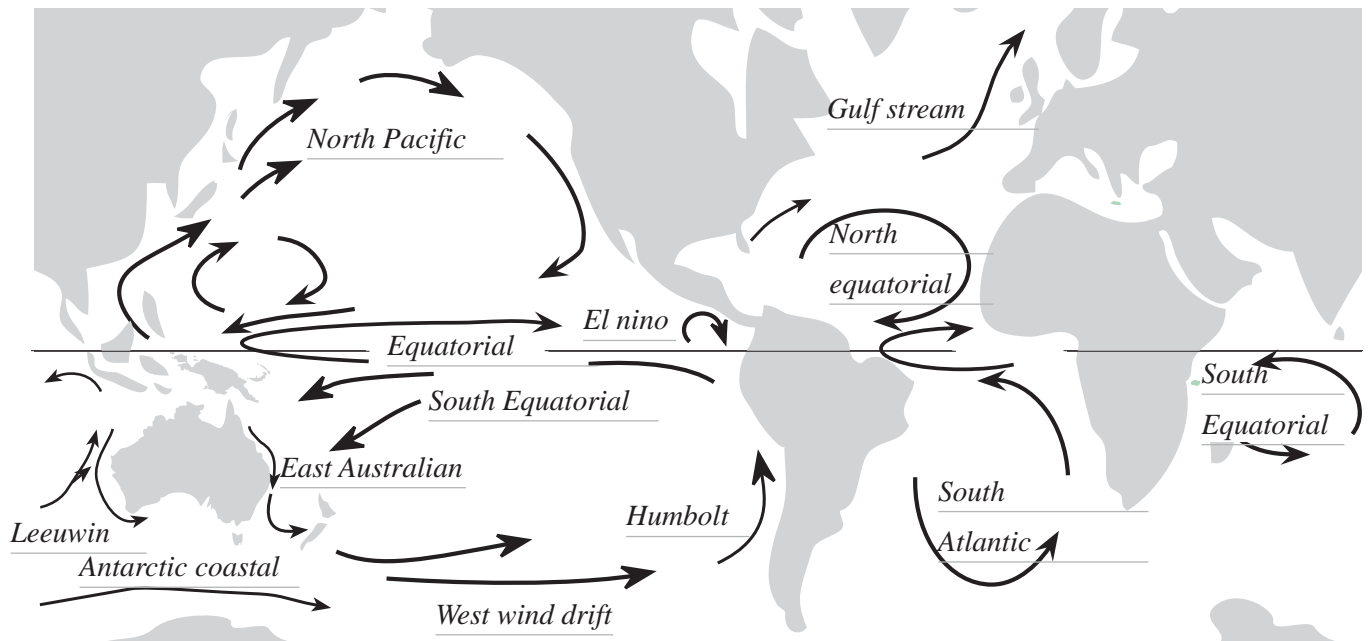 Gulf stream
North Pacific
North
equatorial
El nino
Equatorial
South
Equatorial
South Equatorial
East Australian
South
Atlantic
Humbolt
Leeuwin
Antarctic coastal
West wind drift